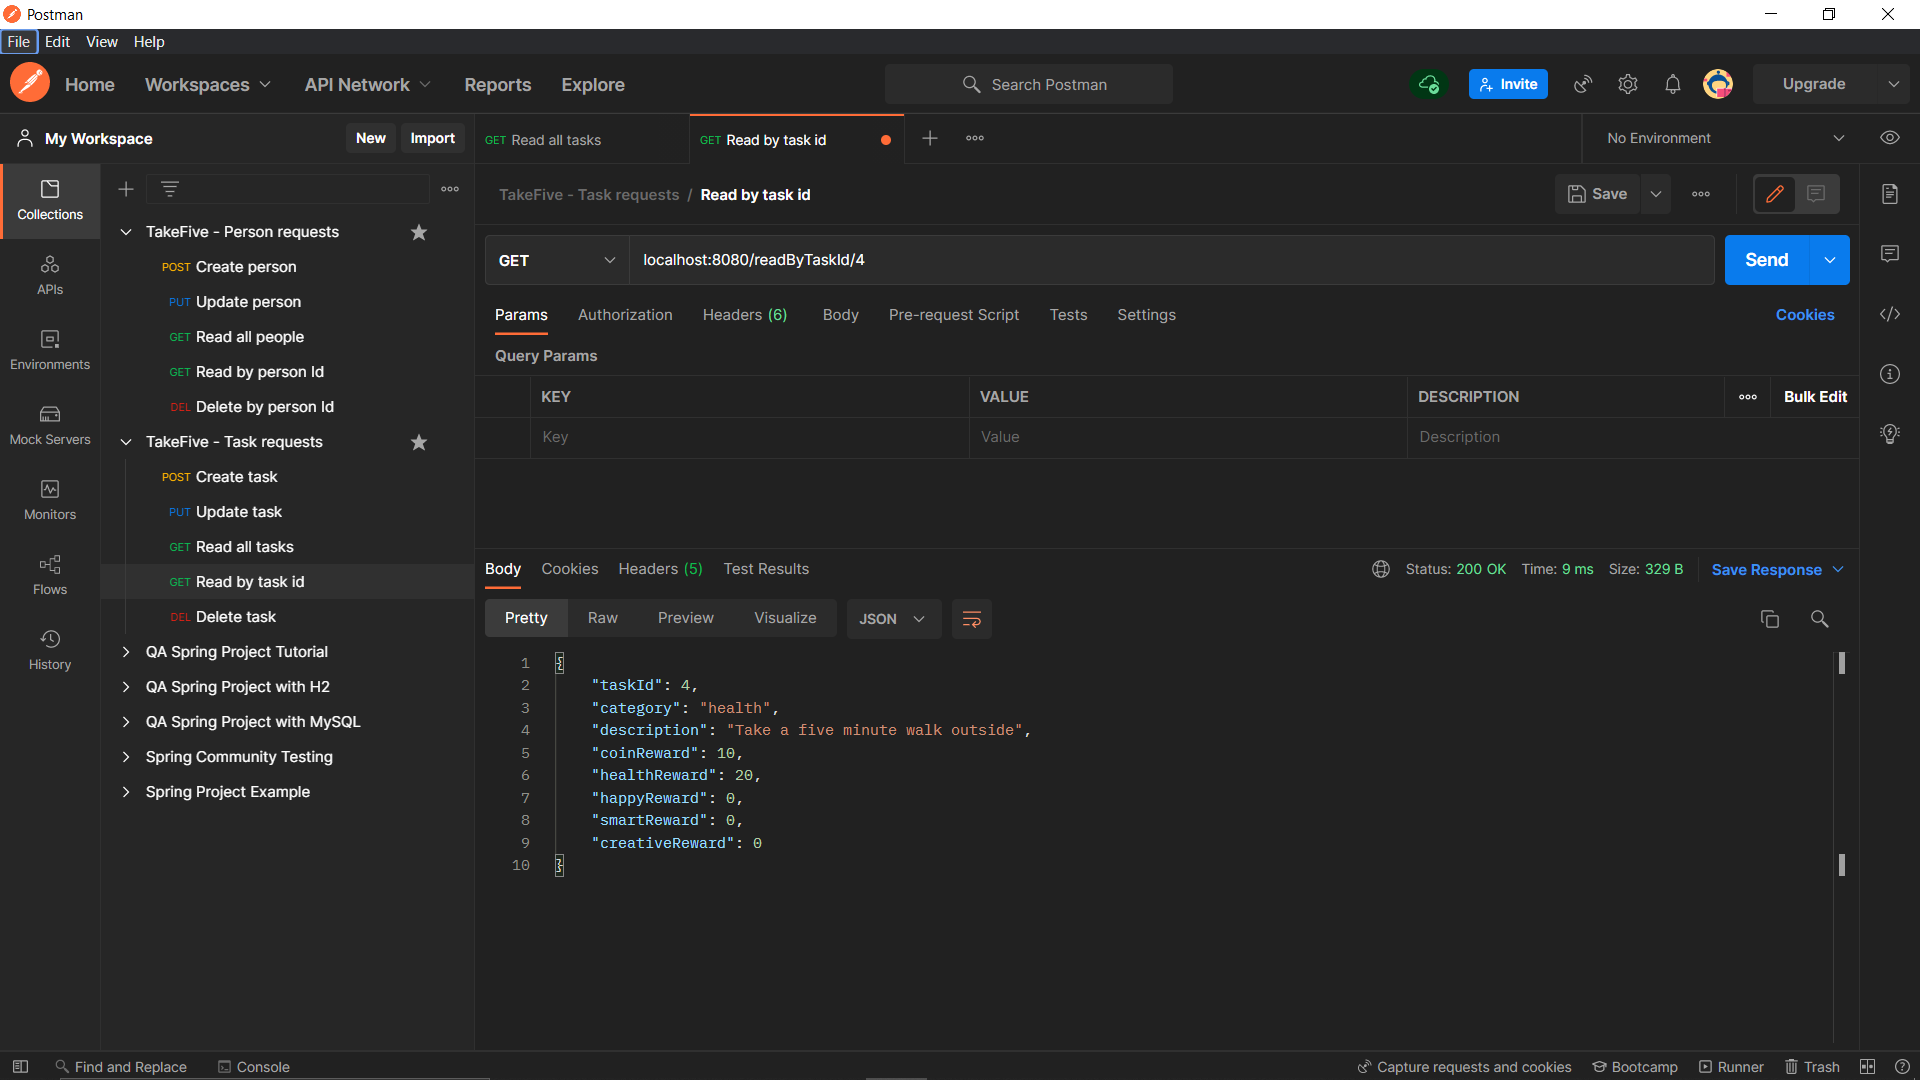 Postman
File Edit View Help
Home Workspaces API Network Reports Explore Search Postman Invite Upgrade
My Workspace New Import
GET Read all tasks GET Read by task id No Environment
Collections
APIs
Environments
Mock Servers
Monitors
Flows
History
TakeFive - Person requests
POST Create person
PUT Update person
GET Read all people
GET Read by person Id
DEL Delete by person Id
TakeFive - Task requests
POST Create task
PUT Update task
GET Read all tasks
GET Read by task id
DEL Delete task
QA Spring Project Tutorial
QA Spring Project with H2
QA Spring Project with MySQL
Spring Community Testing
Spring Project Example
TakeFive - Task requests / Read by task id Save
GET localhost:8080/readByTaskId/4 Send
Params Authorization Headers (6) Body Pre-request Script Tests Settings Cookies
Query Params
KEY VALUE DESCRIPTION Bulk Edit
Key Value Description
Body Cookies Headers (5) Test Results Status: 200 OK Time: 9 ms Size: 329 B Save Response
Pretty Raw Preview Visualize JSON
1 {
2 "taskId": 4,
3 "category": "health",
4 "description": "Take a five minute walk outside",
5 "coinReward": 10,
6 "healthReward": 20,
7 "happyReward": 0,
8 "smartReward": 0,
9 "creativeReward": 0
10 }
Find and Replace Console Capture requests and cookies Bootcamp Runner Trash